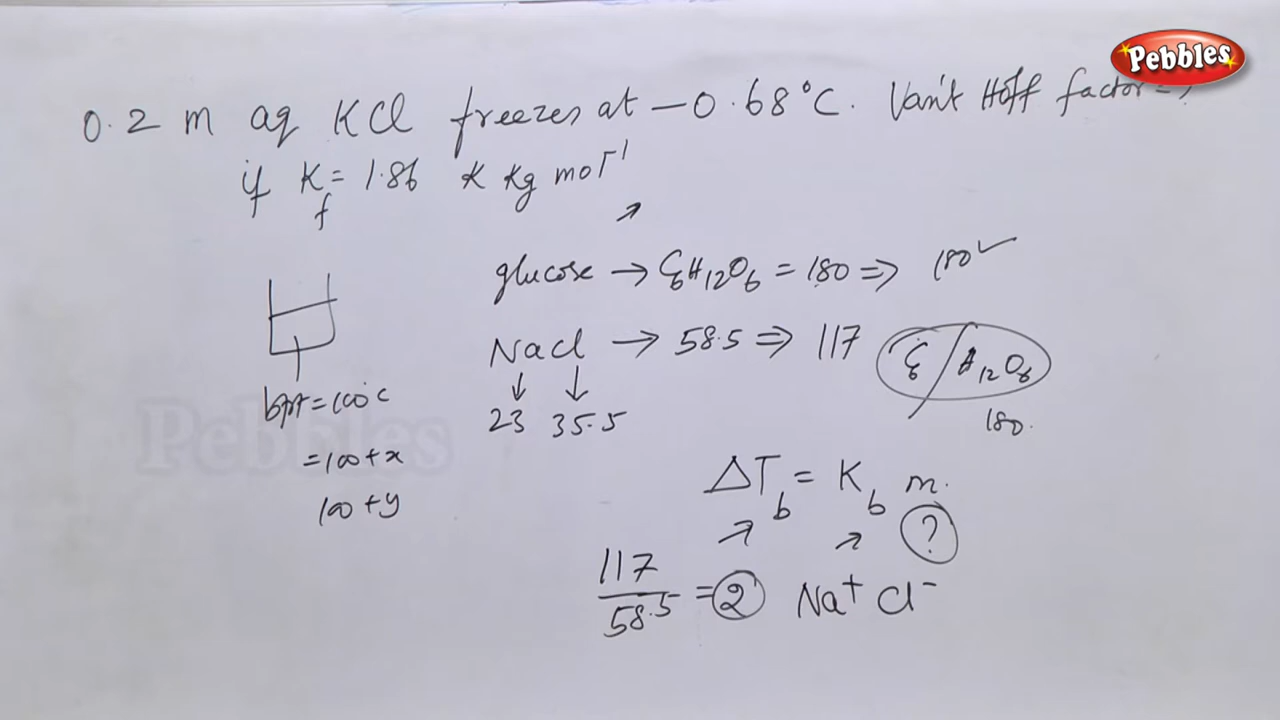 Pebbles
0.2 m aq KCl freezes at −0.68°C. Van't Hoff factor = ?
if Kf = 1.86 K Kg mol⁻¹
glucose → C6H12O6 = 180 ⇒ 180 ✓
NaCl → 58.5 ⇒ 117
C6/H12O6
23 35.5
180.
bpt = 100°C
= 100 + x
100 + y
ΔTb = Kb m.
?
117/58.5 = 2 Na⁺ Cl⁻
Pebbles